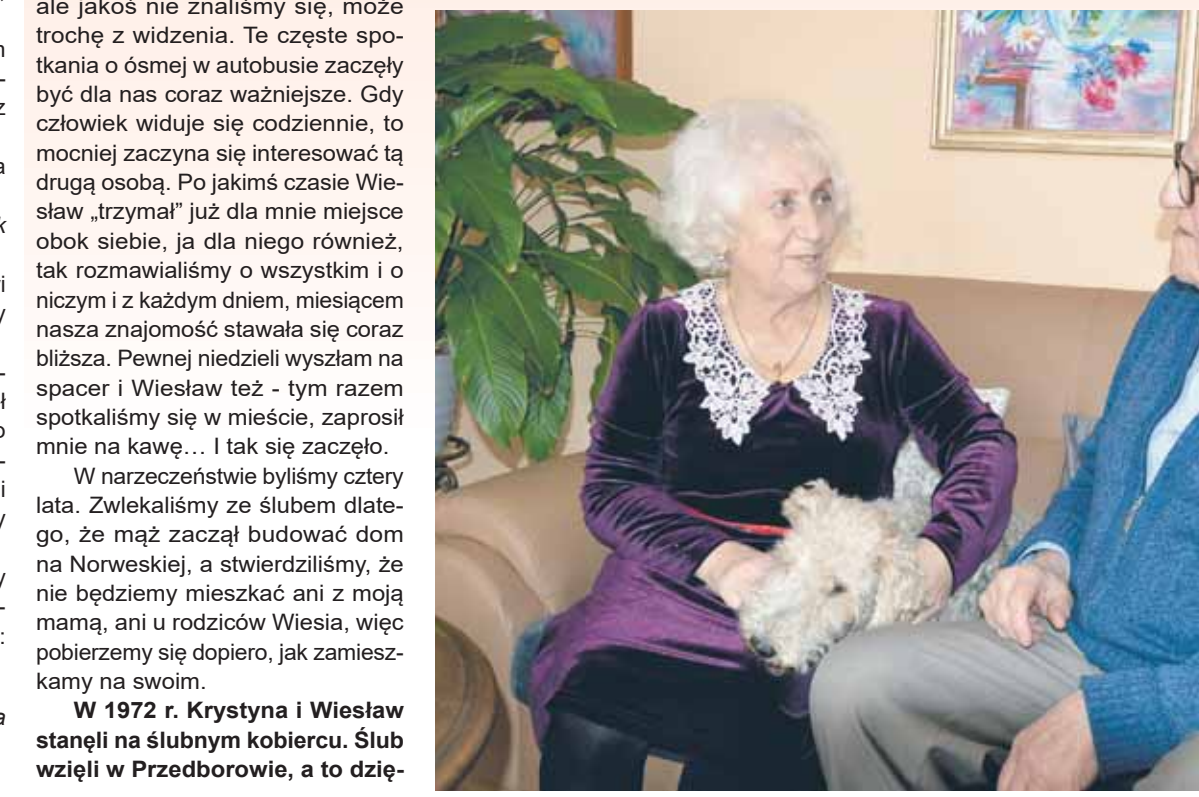 ale jakoś nie znaliśmy się, może
trochę z widzenia. Te częste spo-
tkania o ósmej w autobusie zaczęły
być dla nas coraz ważniejsze. Gdy
człowiek widuje się codziennie, to
mocniej zaczyna się interesować tą
drugą osobą. Po jakimś czasie Wie-
sław „trzymał” już dla mnie miejsce
obok siebie, ja dla niego również,
tak rozmawialiśmy o wszystkim i o
niczym i z każdym dniem, miesiącem
nasza znajomość stawała się coraz
bliższa. Pewnej niedzieli wyszłam na
spacer i Wiesław też - tym razem
spotkaliśmy się w mieście, zaprosił
mnie na kawę… I tak się zaczęło.
W narzeczeństwie byliśmy cztery
lata. Zwlekaliśmy ze ślubem dlate-
go, że mąż zaczął budować dom
na Norweskiej, a stwierdziliśmy, że
nie będziemy mieszkać ani z moją
mamą, ani u rodziców Wiesia, więc
pobierzemy się dopiero, jak zamiesz-
kamy na swoim.
W 1972 r. Krystyna i Wiesław
stanęli na ślubnym kobiercu. Ślub
wzięli w Przedborowie, a to dzię-